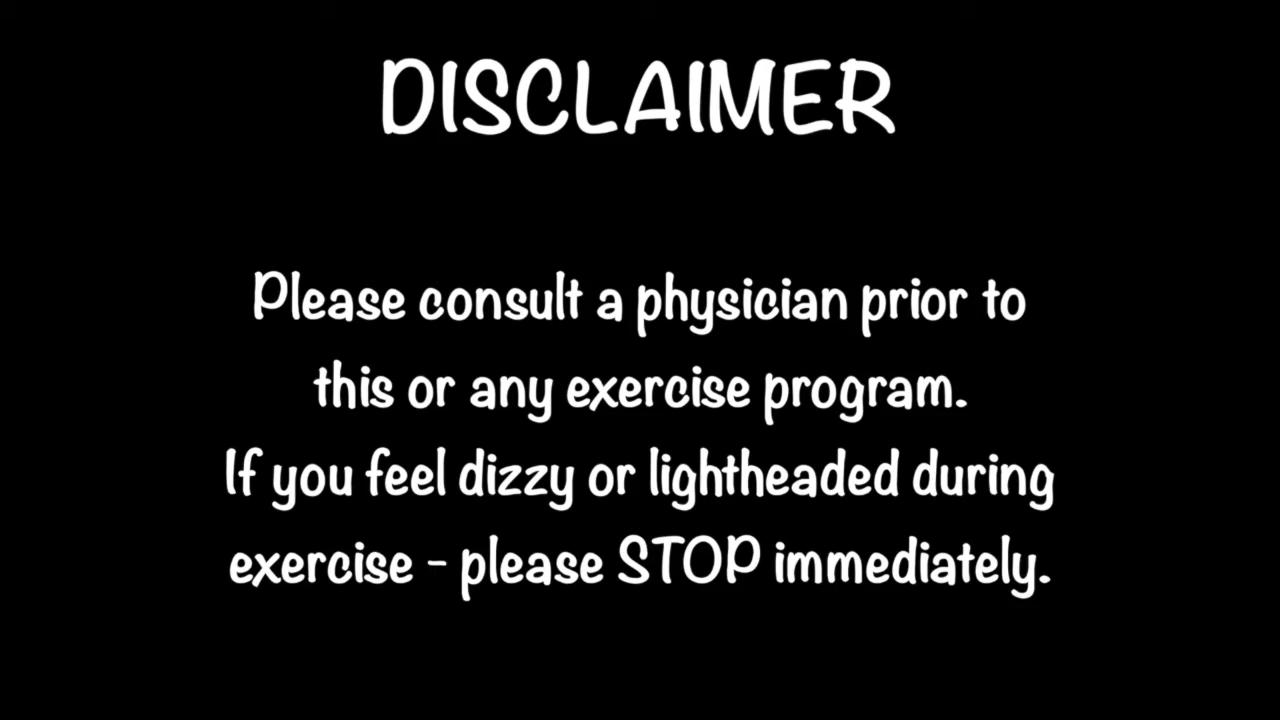 DISCLAIMER
Please consult a physician prior to
this or any exercise program.
If you feel dizzy or lightheaded during
exercise - please STOP immediately.